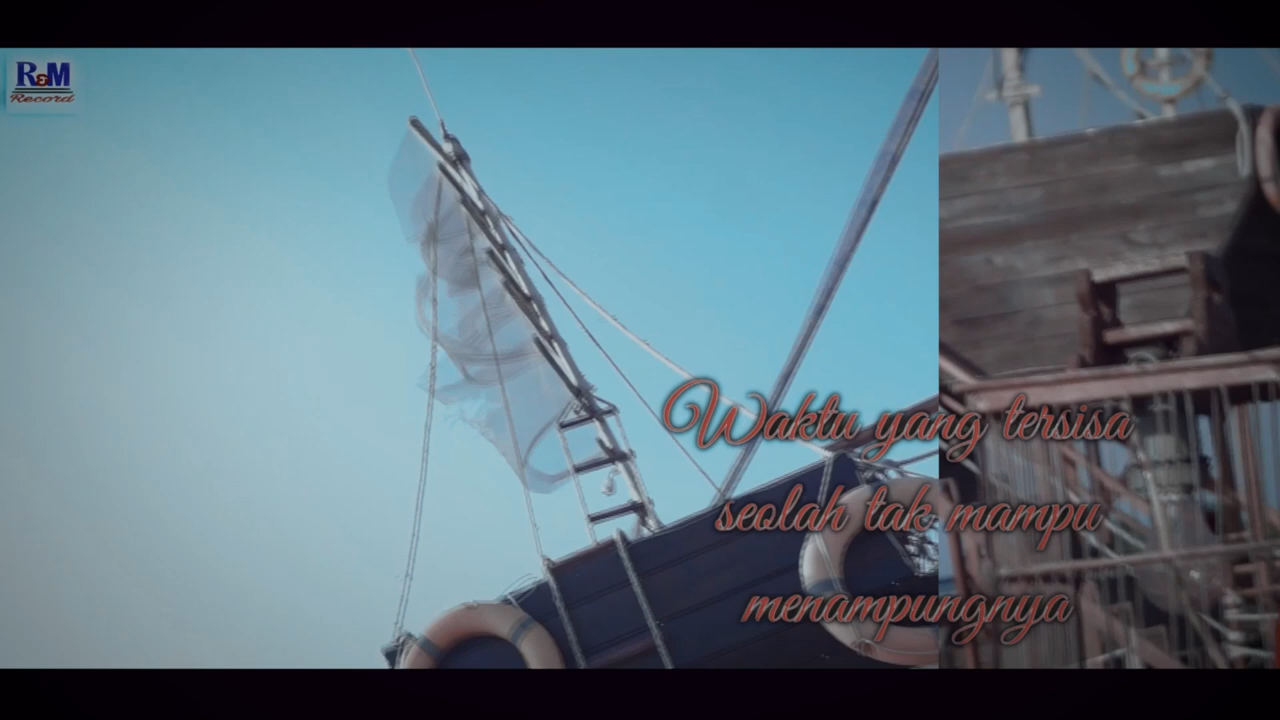 R&M
Record
Waktu yang tersisa
seolah tak mampu
menampungnya